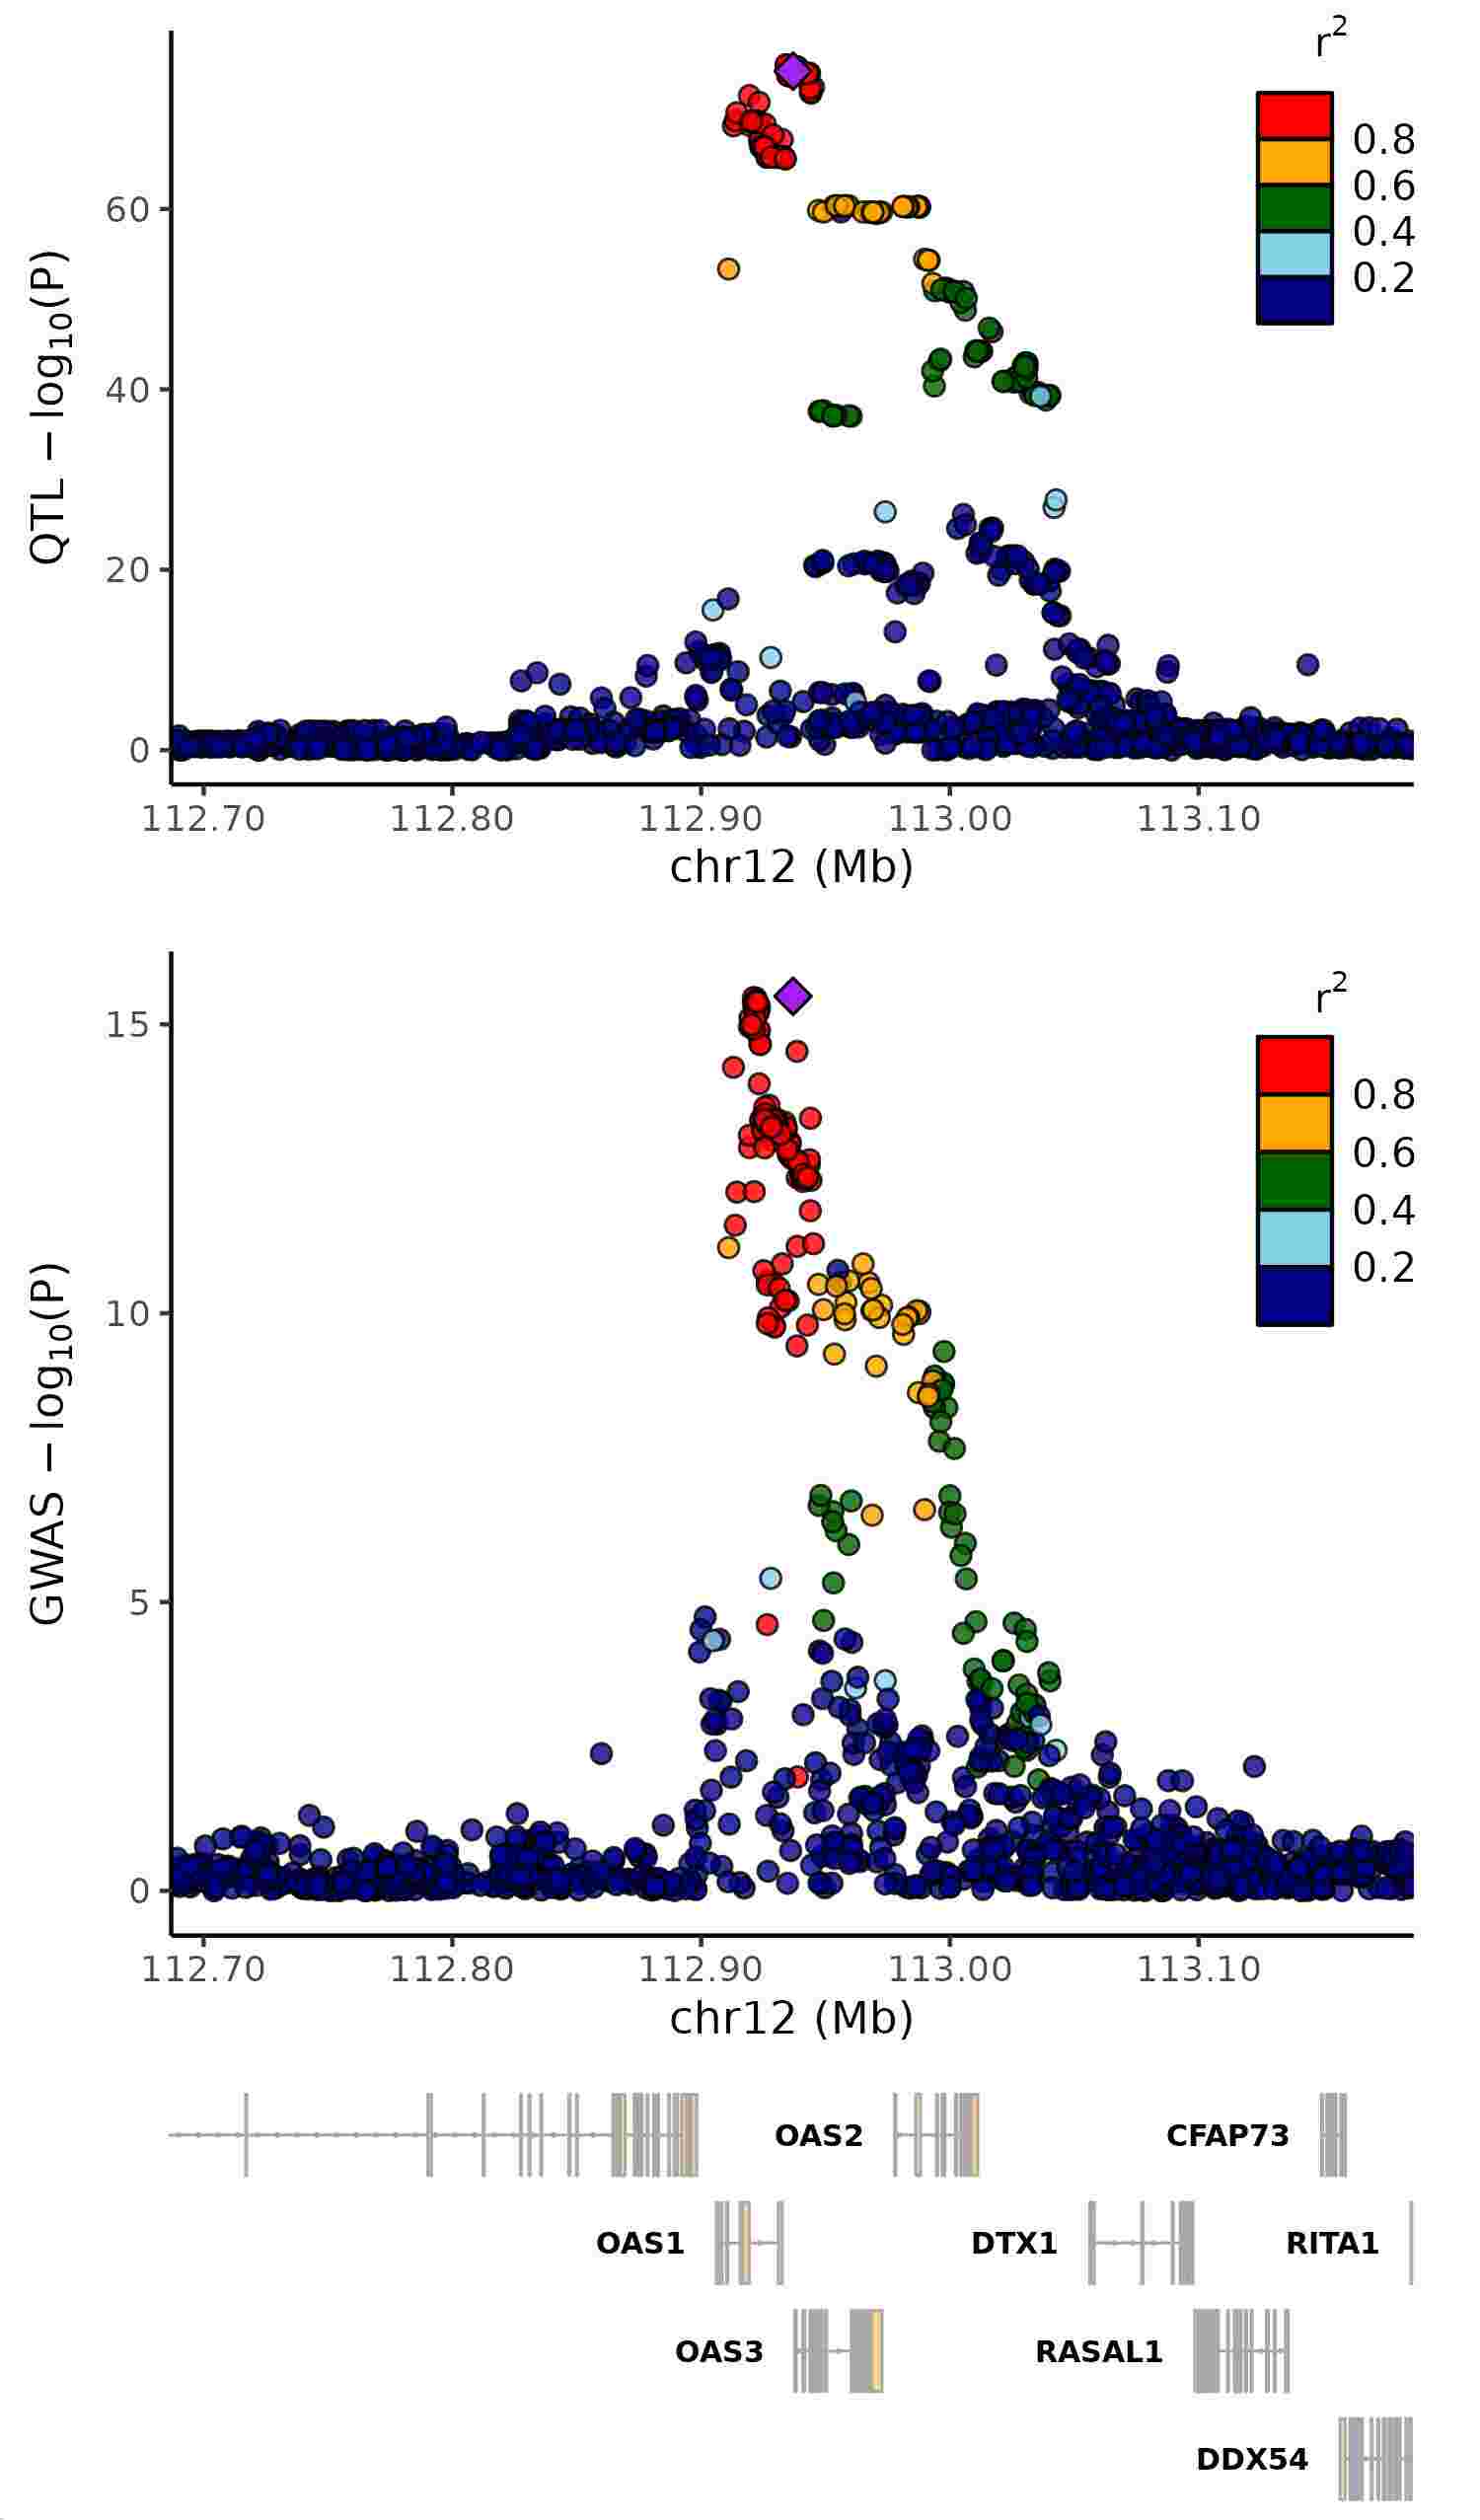 r²
0.8
0.6
0.4
0.2
60
40
20
0
QTL −log₁₀(P)
112.70 112.80 112.90 113.00 113.10
chr12 (Mb)
r²
0.8
0.6
0.4
0.2
15
10
5
0
GWAS −log₁₀(P)
112.70 112.80 112.90 113.00 113.10
chr12 (Mb)
OAS2 CFAP73
OAS1 DTX1 RITA1
OAS3 RASAL1
DDX54